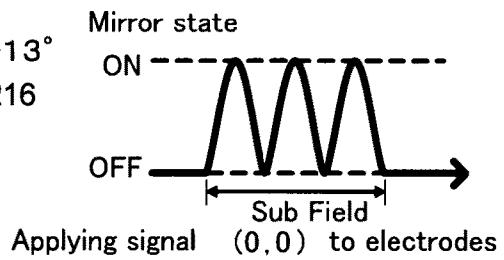 Mirror state
13°
ON
16
OFF
Sub Field
Applying signal (0,0) to electrodes